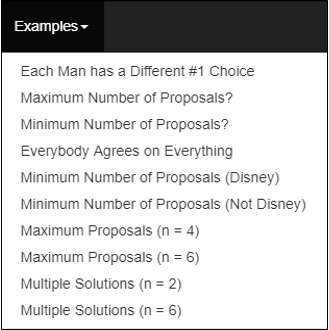 Examples
Each Man has a Different #1 Choice
Maximum Number of Proposals?
Minimum Number of Proposals?
Everybody Agrees on Everything
Minimum Number of Proposals (Disney)
Minimum Number of Proposals (Not Disney)
Maximum Proposals (n = 4)
Maximum Proposals (n = 6)
Multiple Solutions (n = 2)
Multiple Solutions (n = 6)